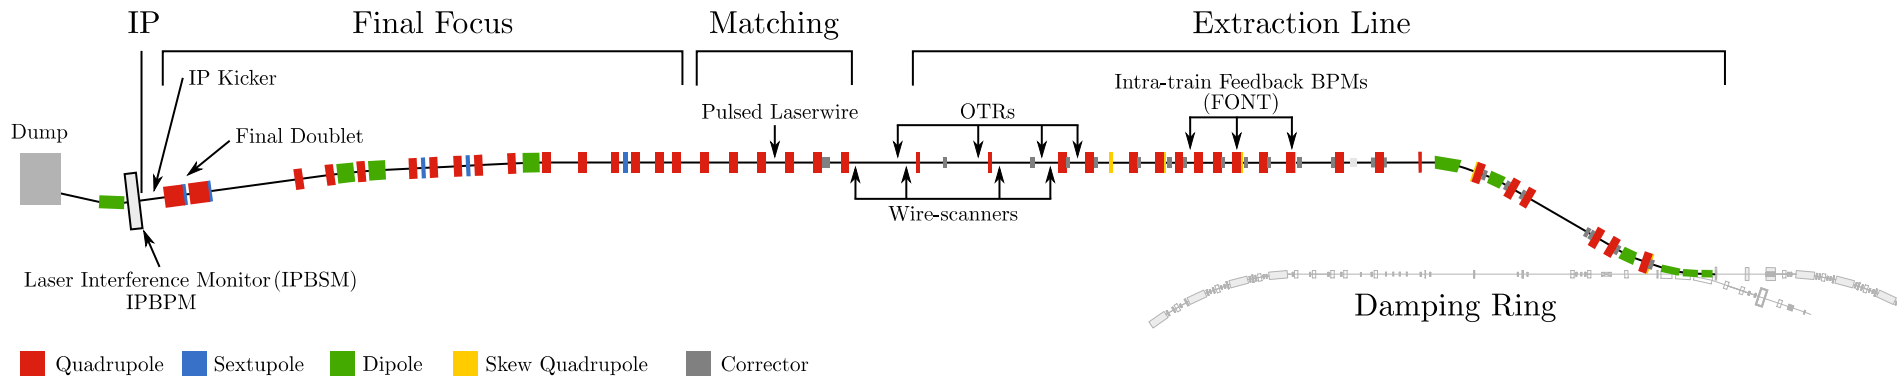 IP
Final Focus
Matching
Extraction Line
IP Kicker
Intra-train Feedback BPMs
(FONT)
Pulsed Laserwire
OTRs
Dump
Final Doublet
Wire-scanners
Laser Interference Monitor (IPBSM)
IPBPM
Damping Ring
Quadrupole
Sextupole
Dipole
Skew Quadrupole
Corrector